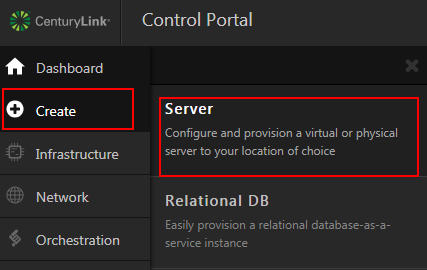 CenturyLink®
Control Portal
Dashboard
Create
Infrastructure
Network
Orchestration
Server
Configure and provision a virtual or physical
server to your location of choice
Relational DB
Easily provision a relational database-as-a-
service instance